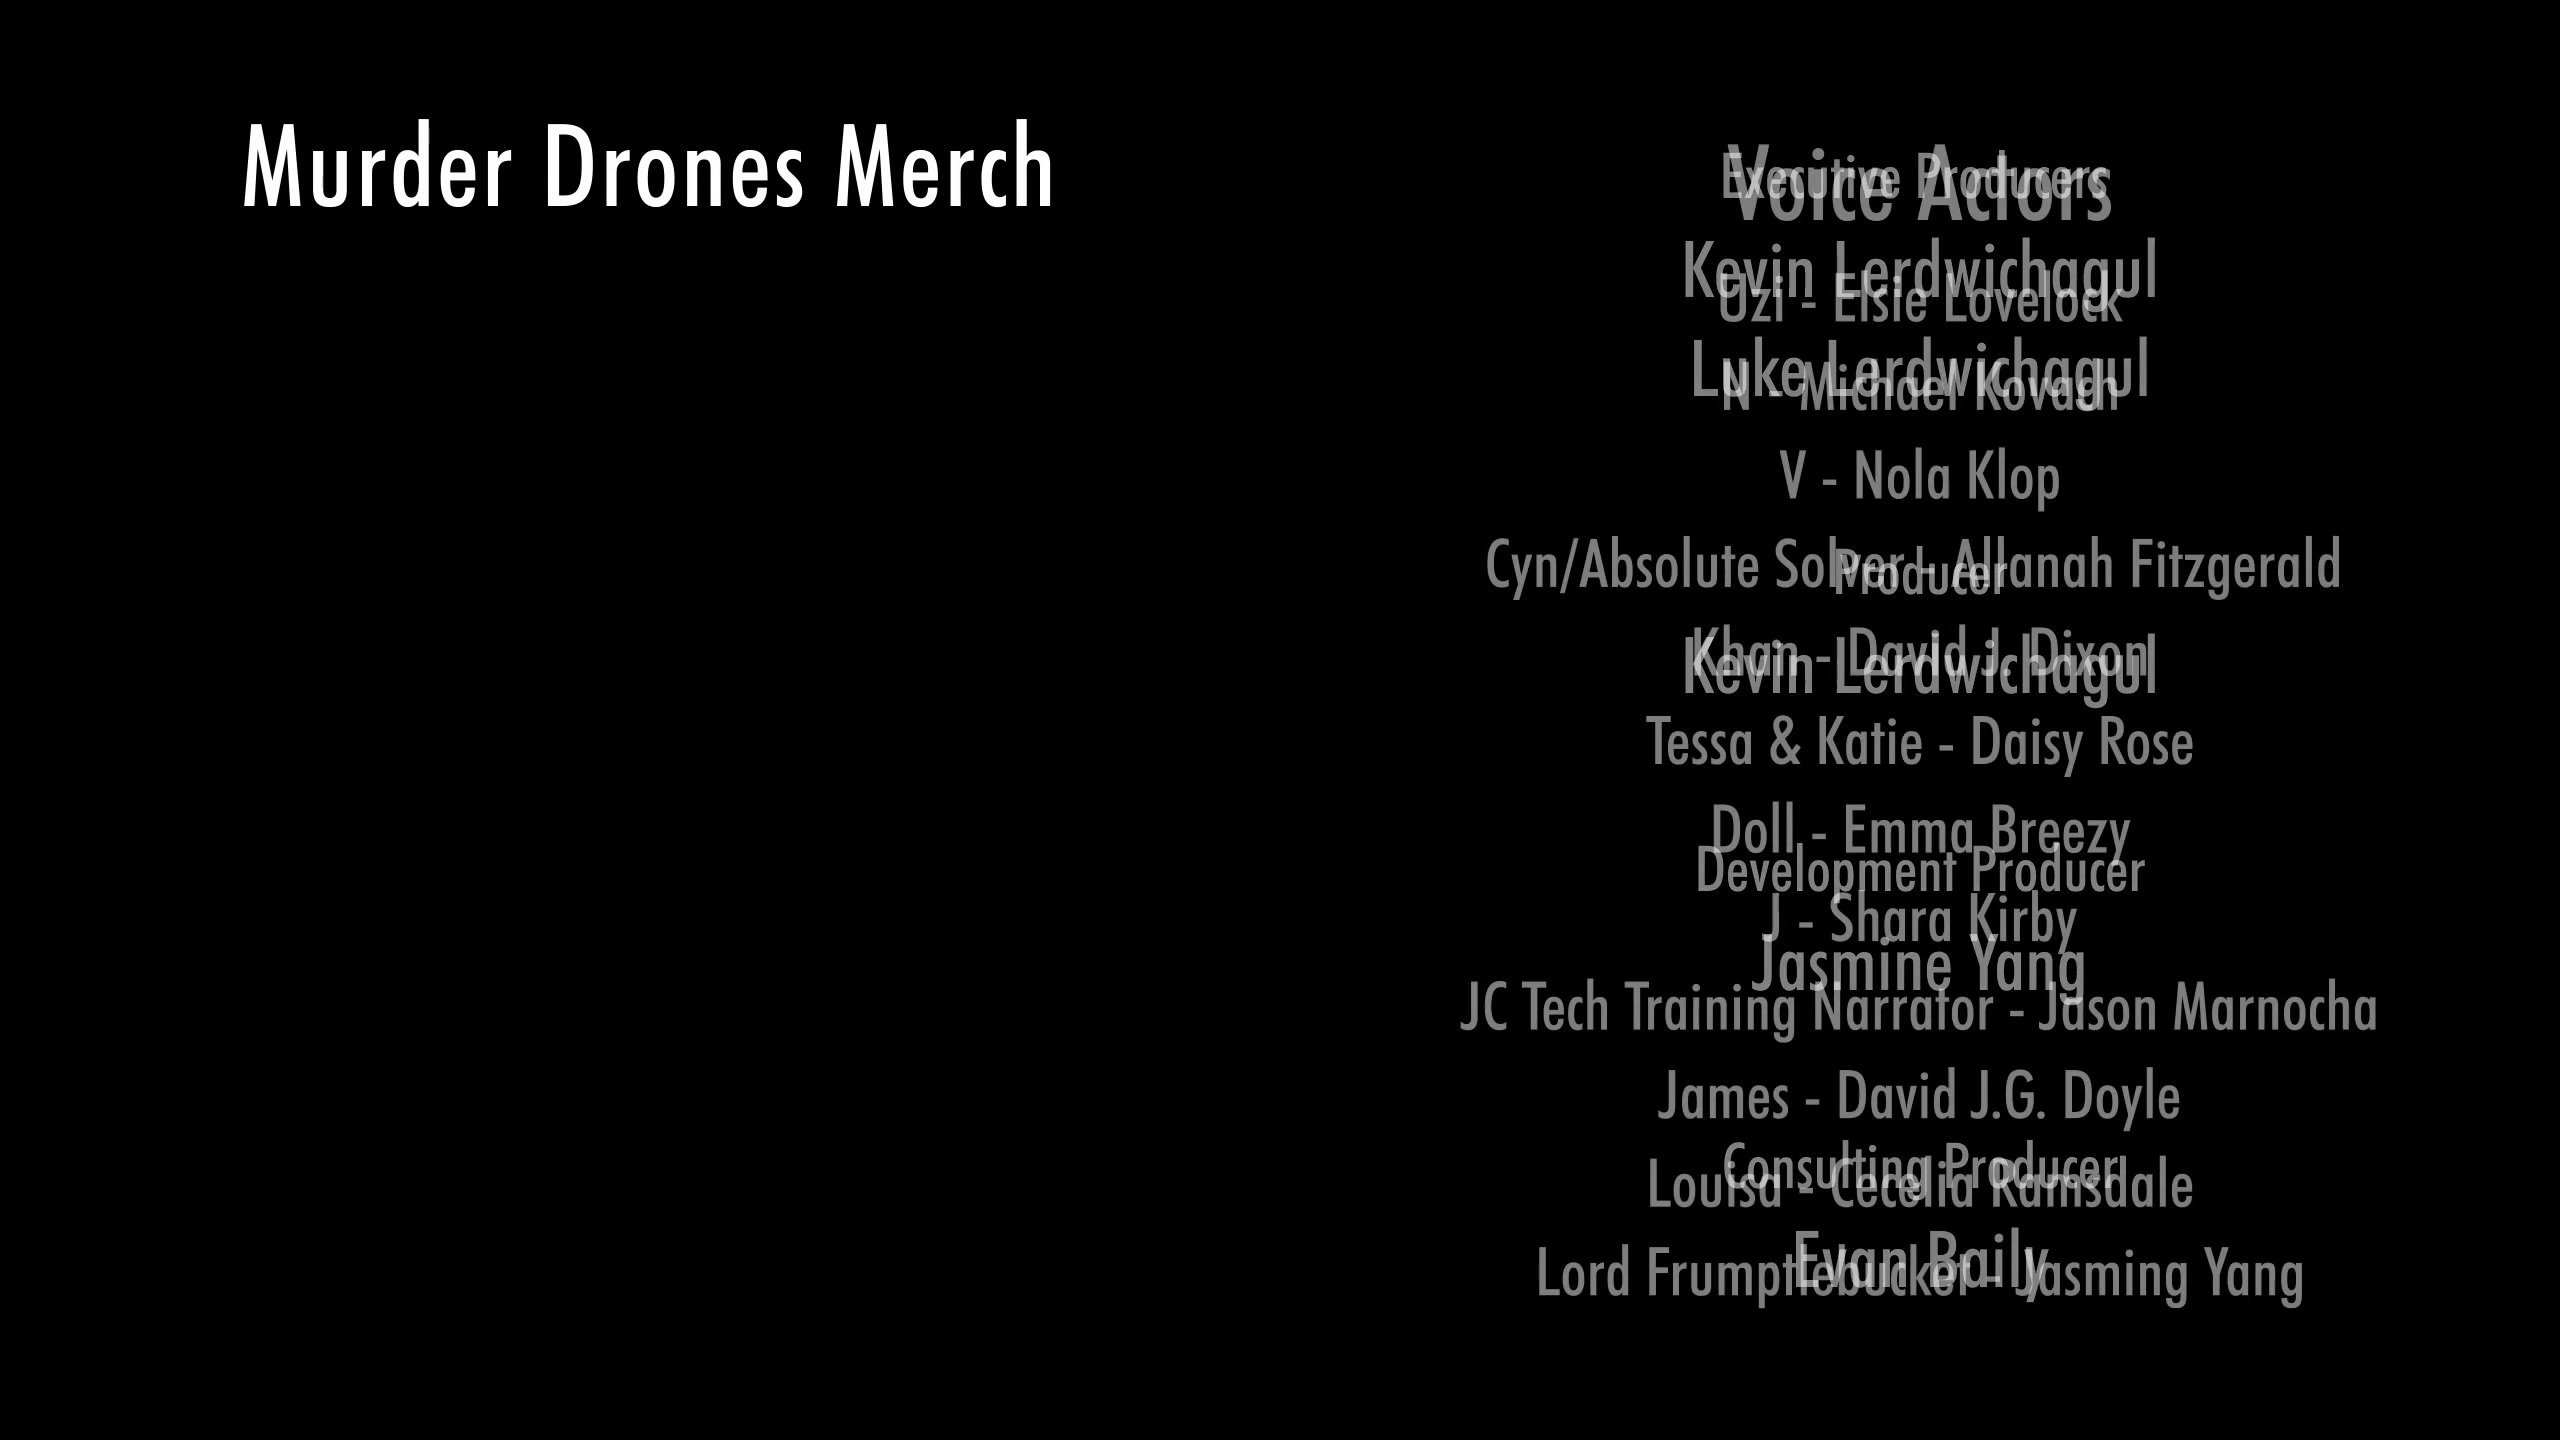 Murder Drones Merch
Executive Producers
Kevin Lerdwichagul
Luke Lerdwichagul
Producer
Kevin Lerdwichagul
Development Producer
Jasmine Yang
Consulting Producer
Evan Baily
Voice Actors
Uzi - Elsie Lovelock
N - Michael Kovach
V - Nola Klop
Cyn/Absolute Solver - Allanah Fitzgerald
Khan - David J. Dixon
Tessa & Katie - Daisy Rose
Doll - Emma Breezy
J - Shara Kirby
JC Tech Training Narrator - Jason Marnocha
James - David J.G. Doyle
Louisa - Cecelia Ramsdale
Lord Frumptlebucket - Jasming Yang